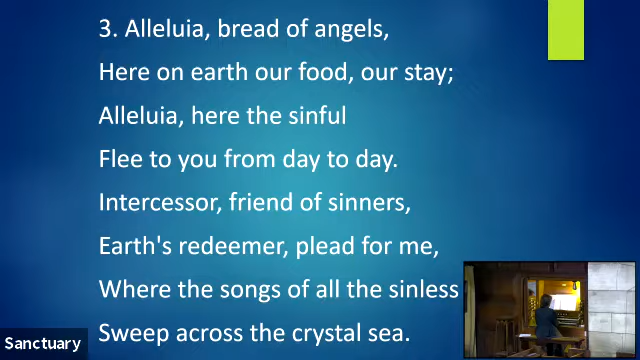 3. Alleluia, bread of angels,
Here on earth our food, our stay;
Alleluia, here the sinful
Flee to you from day to day.
Intercessor, friend of sinners,
Earth's redeemer, plead for me,
Where the songs of all the sinless
Sweep across the crystal sea.
Sanctuary